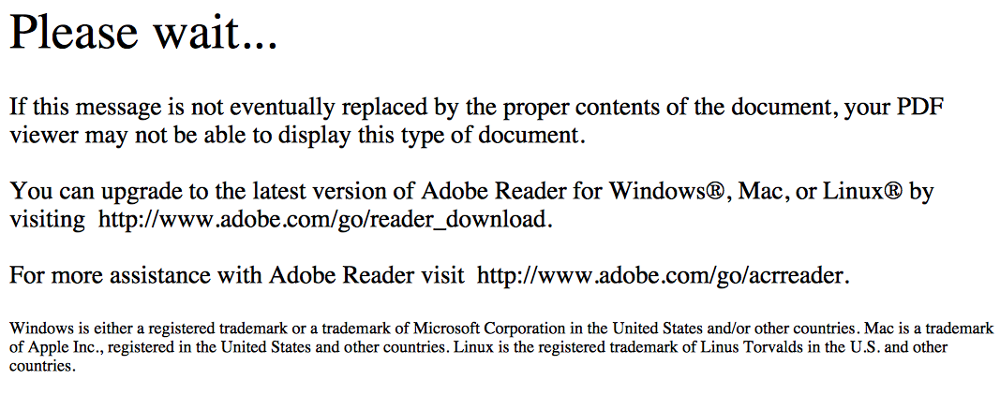 Please wait...
If this message is not eventually replaced by the proper contents of the document, your PDF
viewer may not be able to display this type of document.
You can upgrade to the latest version of Adobe Reader for Windows®, Mac, or Linux® by
visiting  http://www.adobe.com/go/reader_download.
For more assistance with Adobe Reader visit  http://www.adobe.com/go/acrreader.
Windows is either a registered trademark or a trademark of Microsoft Corporation in the United States and/or other countries. Mac is a trademark
of Apple Inc., registered in the United States and other countries. Linux is the registered trademark of Linus Torvalds in the U.S. and other
countries.